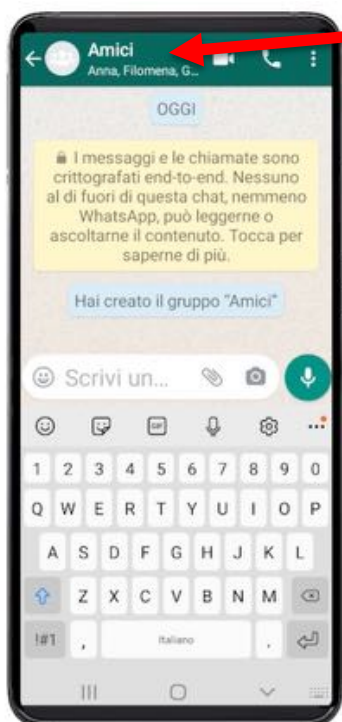 Amici
Anna, Filomena, G...
OGGI
I messaggi e le chiamate sono
crittografati end-to-end. Nessuno
al di fuori di questa chat, nemmeno
WhatsApp, può leggerne o
ascoltarne il contenuto. Tocca per
saperne di più.
Hai creato il gruppo "Amici"
Scrivi un...
GIF
1 2 3 4 5 6 7 8 9 0
Q W E R T Y U I O P
A S D F G H J K L
Z X C V B N M
!#1 , Italiano .